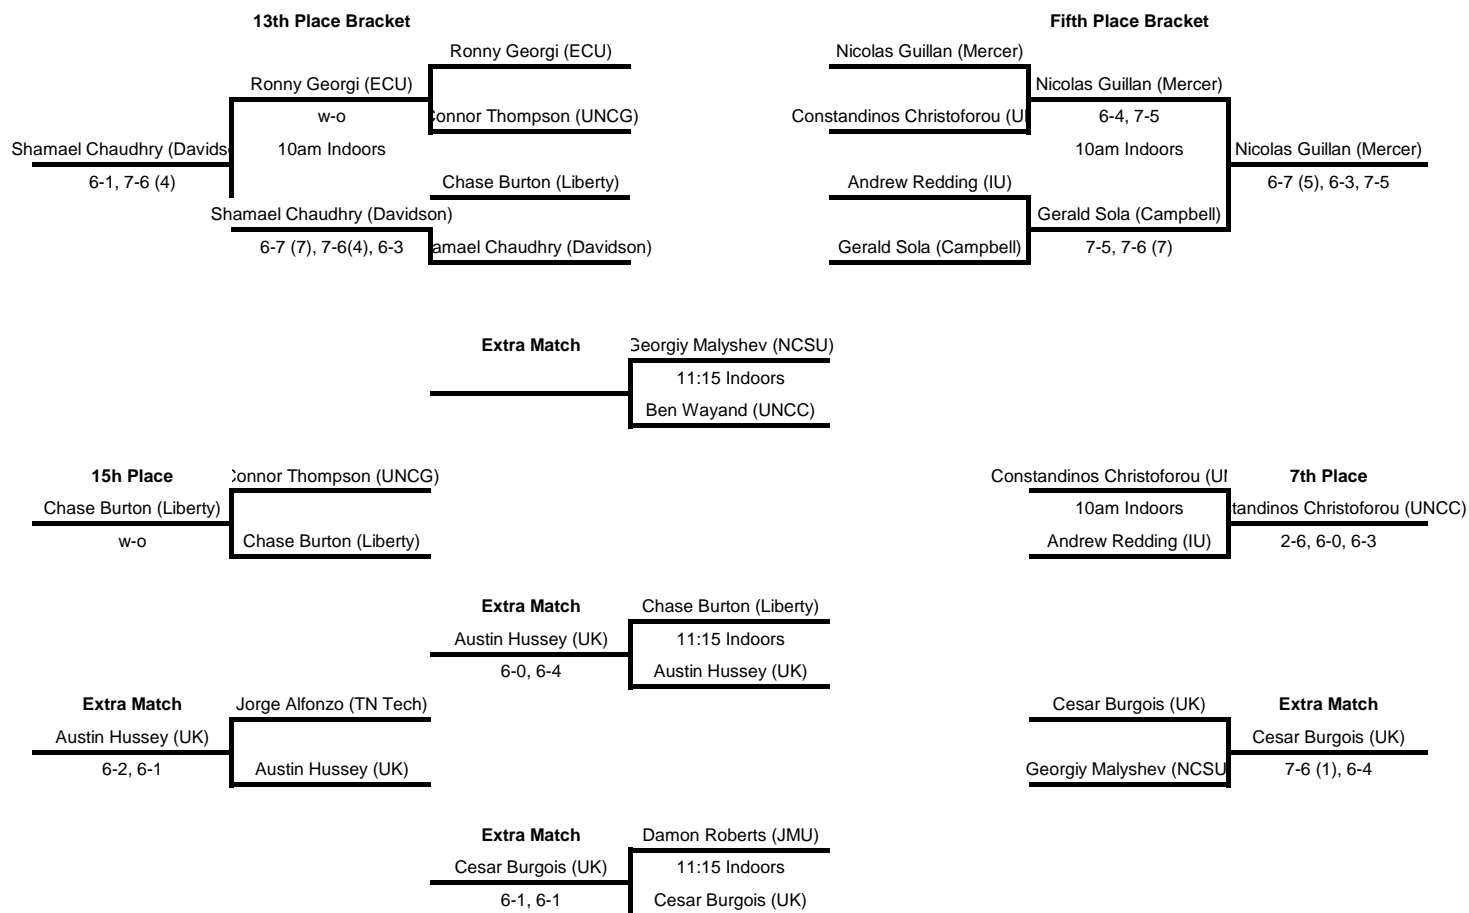 13th Place Bracket
Fifth Place Bracket
Ronny Georgi (ECU)
Nicolas Guillan (Mercer)
Ronny Georgi (ECU)
Nicolas Guillan (Mercer)
w-o
onnor Thompson (UNCG)
Constandinos Christoforou (U
6-4, 7-5
Shamael Chaudhry (Davids
10am Indoors
10am Indoors
Nicolas Guillan (Mercer)
6-1, 7-6 (4)
Chase Burton (Liberty)
Andrew Redding (IU)
6-7 (5), 6-3, 7-5
Shamael Chaudhry (Davidson)
Gerald Sola (Campbell)
6-7 (7), 7-6(4), 6-3
amael Chaudhry (Davidson)
Gerald Sola (Campbell)
7-5, 7-6 (7)
Extra Match
Georgiy Malyshev (NCSU)
11:15 Indoors
Ben Wayand (UNCC)
15h Place
Connor Thompson (UNCG)
Constandinos Christoforou (U
7th Place
Chase Burton (Liberty)
10am Indoors
tandinos Christoforou (UNCC)
w-o
Chase Burton (Liberty)
Andrew Redding (IU)
2-6, 6-0, 6-3
Extra Match
Chase Burton (Liberty)
Austin Hussey (UK)
11:15 Indoors
6-0, 6-4
Austin Hussey (UK)
Extra Match
Jorge Alfonzo (TN Tech)
Cesar Burgois (UK)
Extra Match
Austin Hussey (UK)
Cesar Burgois (UK)
6-2, 6-1
Austin Hussey (UK)
Georgiy Malyshev (NCSU
7-6 (1), 6-4
Extra Match
Damon Roberts (JMU)
Cesar Burgois (UK)
11:15 Indoors
6-1, 6-1
Cesar Burgois (UK)